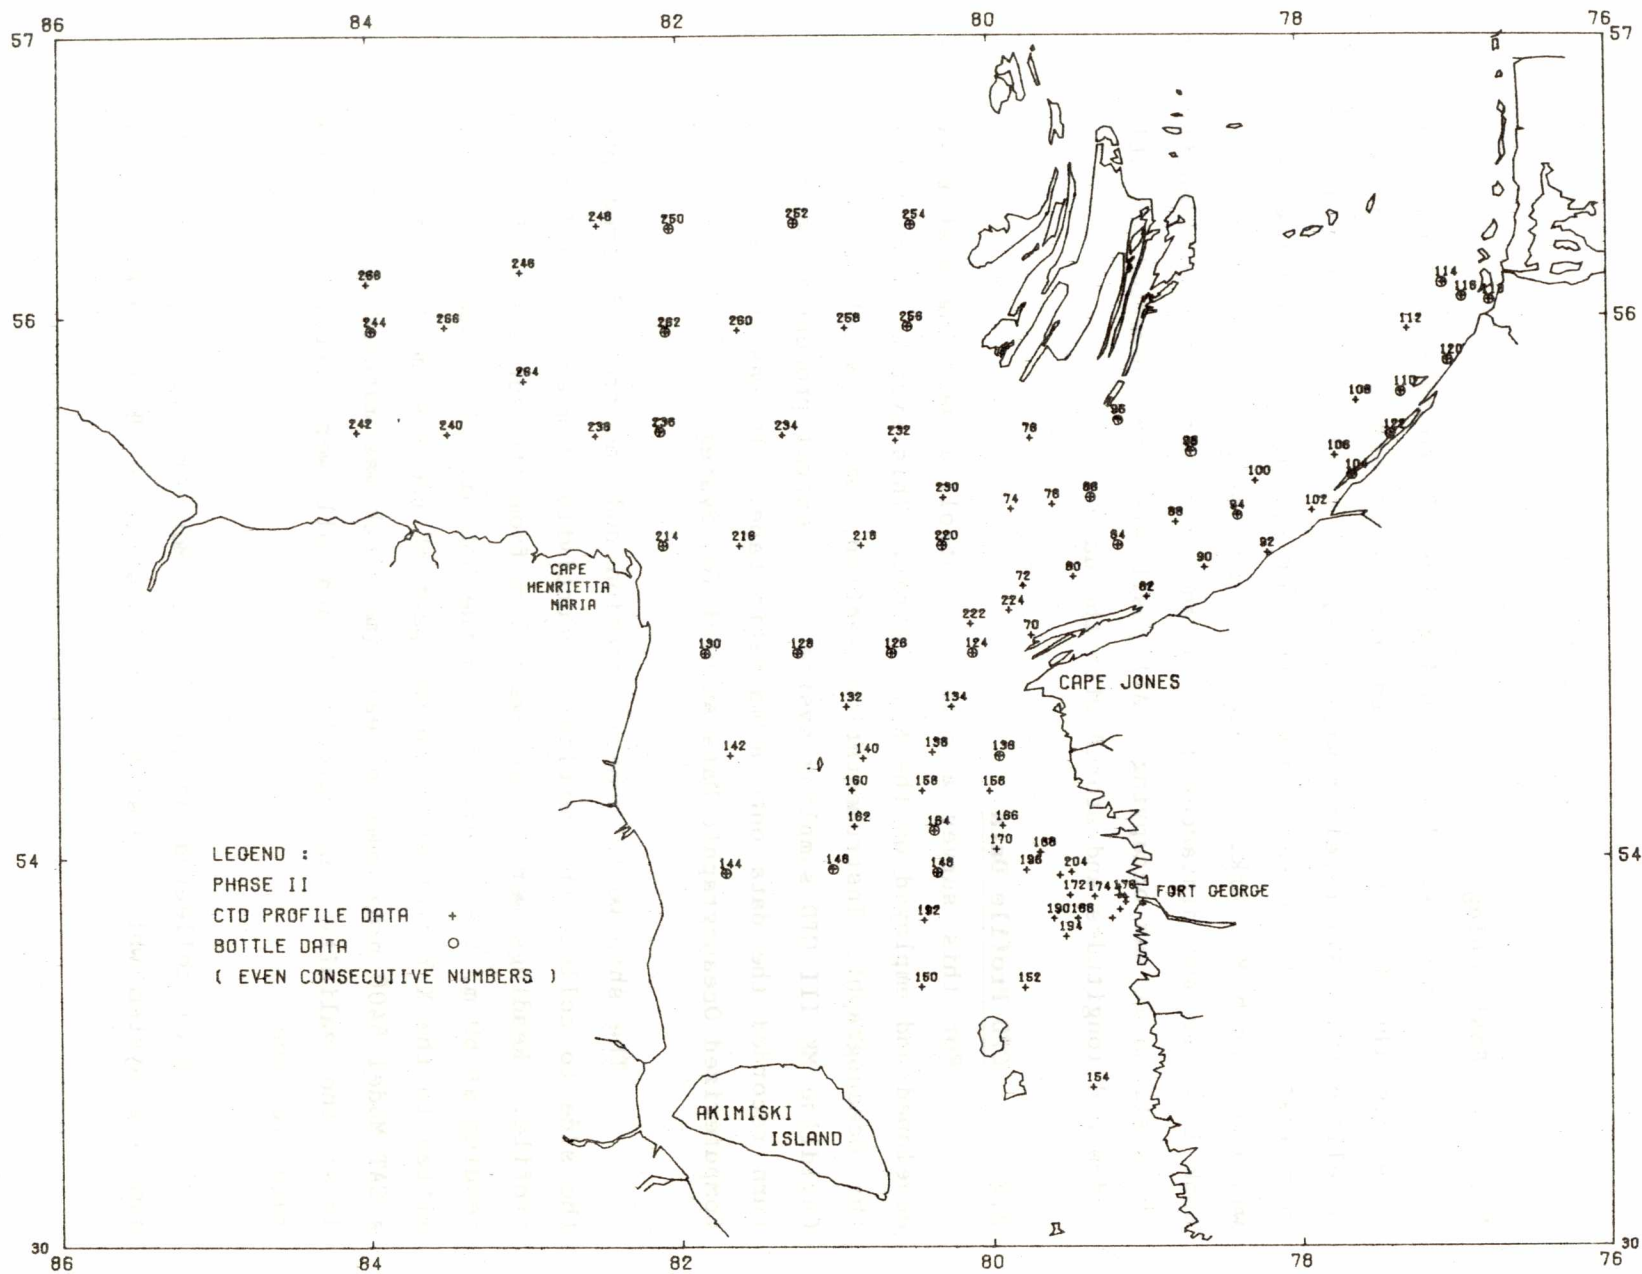 86 84 82 80 78 76
57 57
248 250 252 254
268 246 114 116
56 244 266 262 260 258 256 112 56
264 120
108 110
242 240 238 236 234 232 78 96 122
98 106 104
230 74 76 86 100 102
88 94
214 216 218 220 84 92
CAPE
HENRIETTA
MARIA
72 80 90
224 82
222 70
130 128 126 124
CAPE JONES
132 134
142 140 138 136
160 158 156
162 164 166
170 168
54 144 146 148 196 204 54
172 174 176 FORT GEORGE
192 190 188
194
150 152
154
LEGEND :
PHASE II
CTD PROFILE DATA +
BOTTLE DATA O
( EVEN CONSECUTIVE NUMBERS )
AKIMISKI
ISLAND
30 30
86 84 82 80 78 76